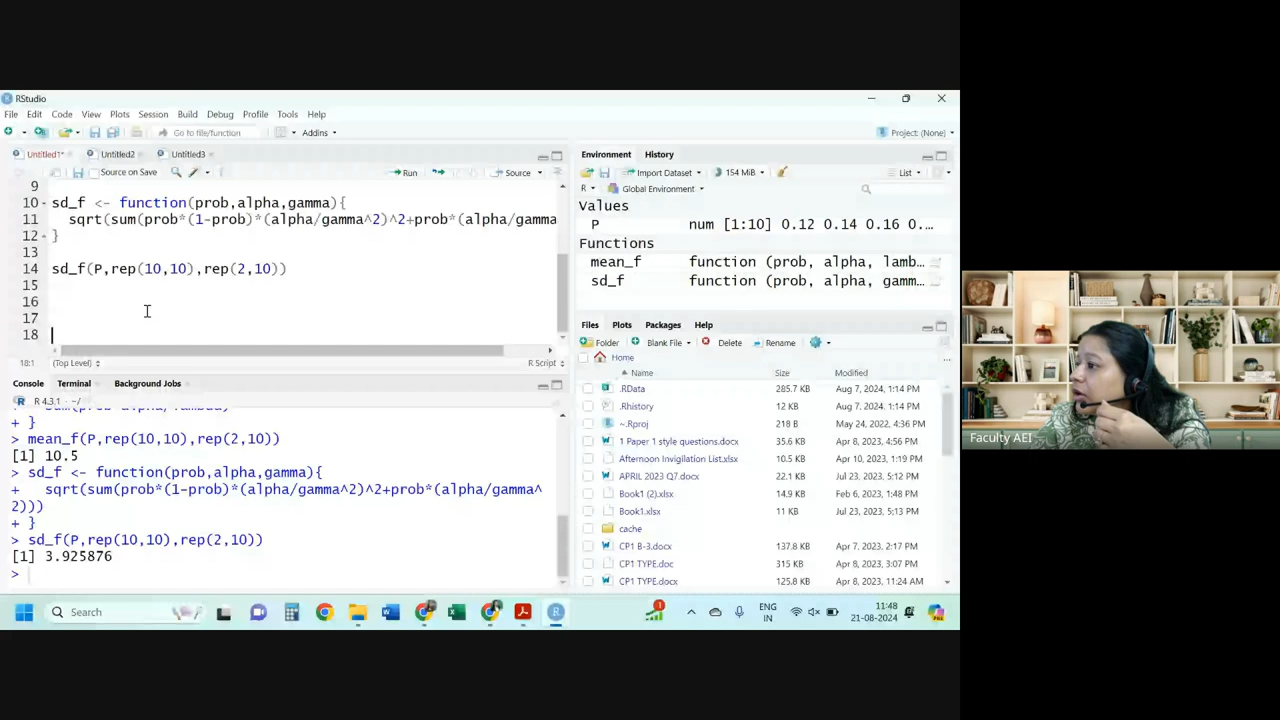 RStudio
File Edit Code View Plots Session Build Debug Profile Tools Help
Go to file/function Addins
Project: (None)
Untitled1* Untitled2 Untitled3
Source on Save Run Source
9
10 sd_f <- function(prob,alpha,gamma){
11 sqrt(sum(prob*(1-prob)*(alpha/gamma^2)^2+prob*(alpha/gamma
12 }
13
14 sd_f(P,rep(10,10),rep(2,10))
15
16
17
18
18:1 (Top Level) R Script
Console Terminal Background Jobs
R 4.3.1 · ~/
+ }
> mean_f(P,rep(10,10),rep(2,10))
[1] 10.5
> sd_f <- function(prob,alpha,gamma){
+ sqrt(sum(prob*(1-prob)*(alpha/gamma^2)^2+prob*(alpha/gamma^
2)))
+ }
> sd_f(P,rep(10,10),rep(2,10))
[1] 3.925876
>
Environment History
Import Dataset 154 MiB List
R Global Environment
Values
P num [1:10] 0.12 0.14 0.16 0.…
Functions
mean_f function (prob, alpha, lamb…
sd_f function (prob, alpha, gamm…
Files Plots Packages Help
Folder Blank File Delete Rename
Home
Name Size Modified
.RData 285.7 KB Aug 7, 2024, 1:14 PM
.Rhistory 12 KB Aug 7, 2024, 1:14 PM
~.Rproj 218 B May 24, 2022, 4:36 PM
1 Paper 1 style questions.docx 35.6 KB Apr 8, 2023, 4:56 PM
Afternoon Invigilation List.xlsx 10.5 KB Apr 10, 2023, 1:19 PM
APRIL 2023 Q7.docx 22.1 KB Jul 23, 2023, 5:13 PM
Book1 (2).xlsx 14.9 KB Feb 6, 2023, 1:48 PM
Book1.xlsx 11 KB Jul 23, 2023, 5:13 PM
cache
CP1 B-3.docx 137.8 KB Apr 7, 2023, 2:17 PM
CP1 TYPE.doc 315 KB Apr 8, 2023, 3:07 PM
CP1 TYPE.docx 125.8 KB Apr 8, 2023, 11:24 AM
Faculty AEI
Search
ENG
IN
11:48
21-08-2024